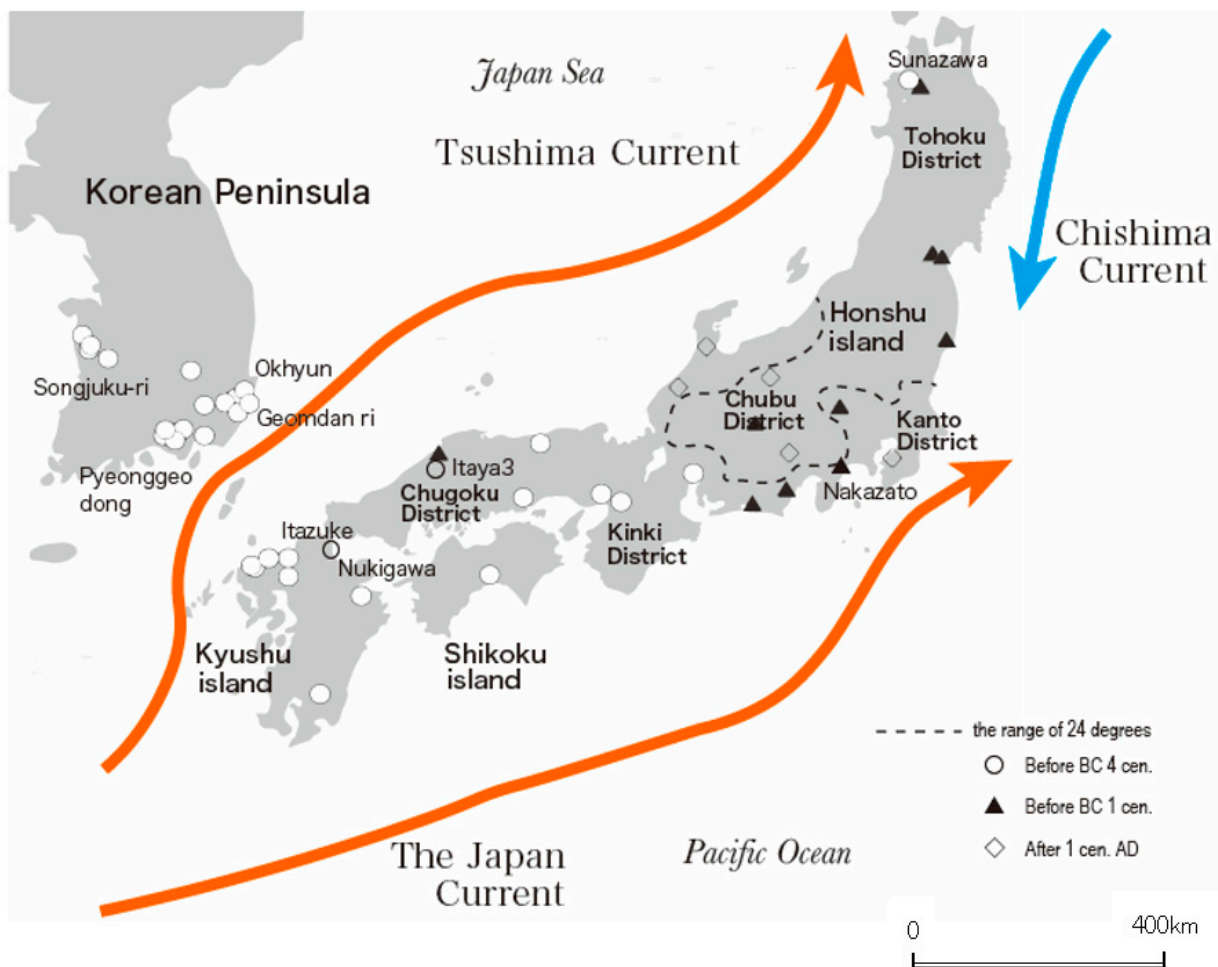 Sunazawa
Japan Sea
Tohoku
District
Tsushima Current
Korean Peninsula
Chishima
Current
Honshu
island
Okhyun
Songjuku-ri
Geomdan ri
Chubu
District
Kanto
District
Pyeonggeo
dong
Itaya3
Chugoku
District
Nakazato
Itazuke
Kinki
District
Nukigawa
Kyushu
island
Shikoku
island
the range of 24 degrees
Before BC 4 cen.
Before BC 1 cen.
After 1 cen. AD
The Japan
Current
Pacific Ocean
0
400km